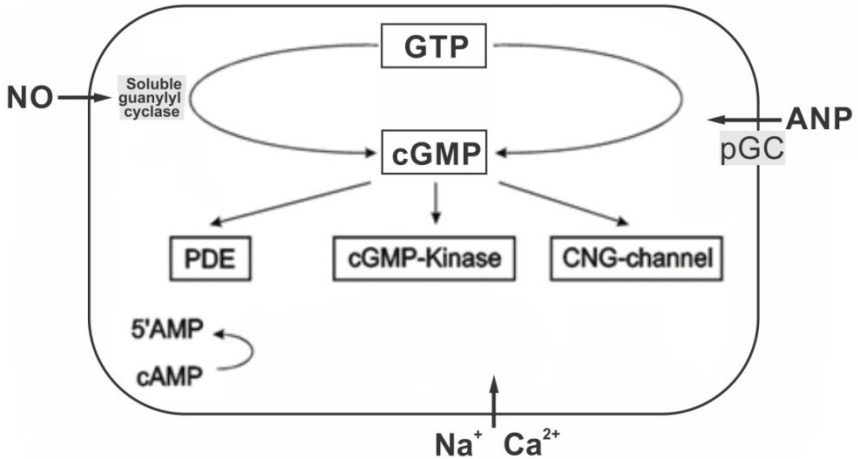 GTP
NO
Soluble
guanylyl
cyclase
ANP
pGC
cGMP
PDE
cGMP-Kinase
CNG-channel
5'AMP
cAMP
Na⁺ Ca²⁺